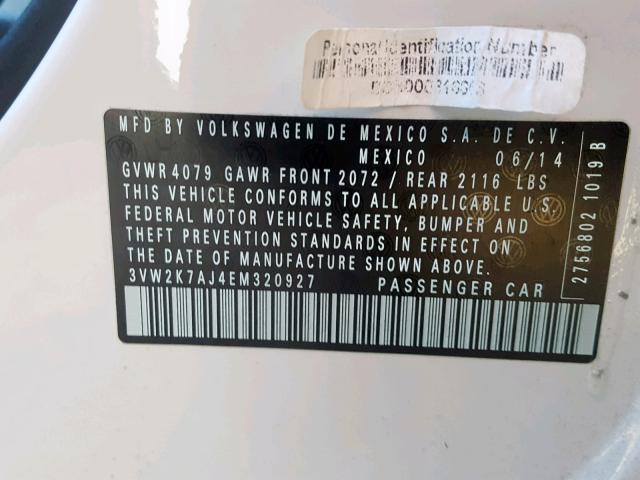 Personal Identification Number
MFD BY VOLKSWAGEN DE MEXICO S.A. DE C.V.
MEXICO 06/14
GVWR 4079 GAWR FRONT 2072 / REAR 2116 LBS
THIS VEHICLE CONFORMS TO ALL APPLICABLE U.S.
FEDERAL MOTOR VEHICLE SAFETY, BUMPER AND
THEFT PREVENTION STANDARDS IN EFFECT ON
THE DATE OF MANUFACTURE SHOWN ABOVE.
3VW2K7AJ4EM320927 PASSENGER CAR
2756802 1019 B